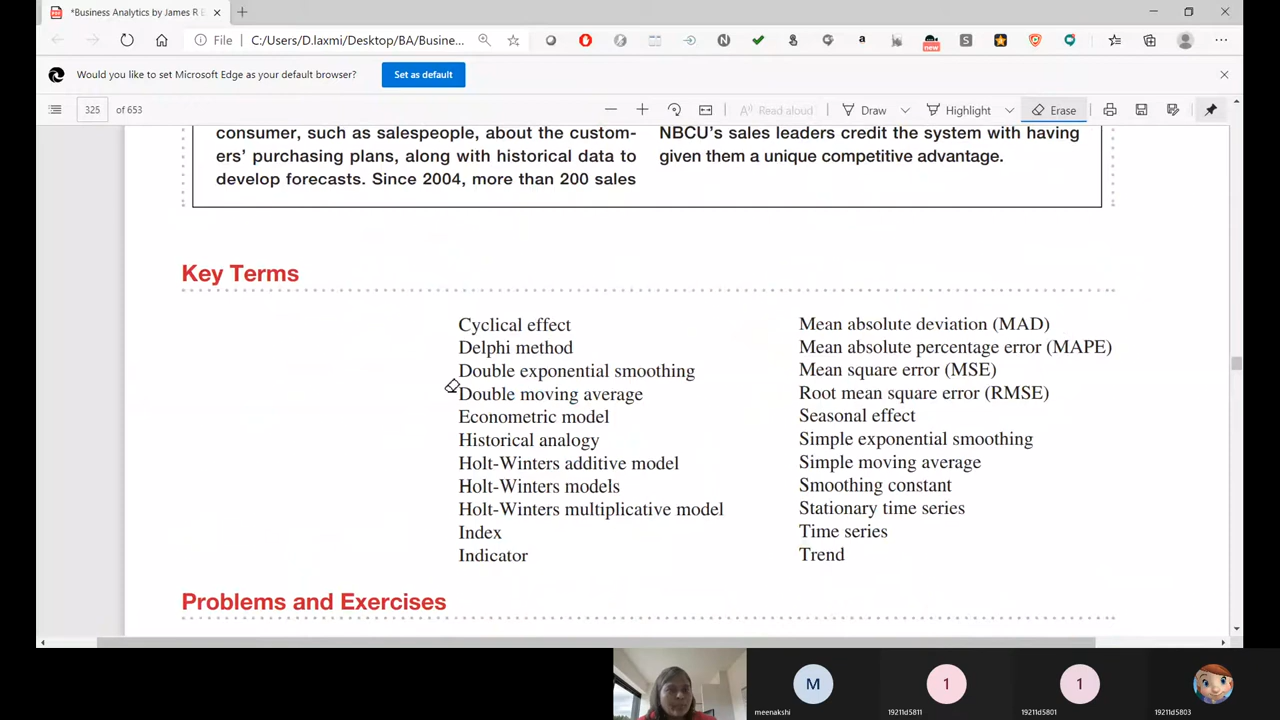 *Business Analytics by James R E
File
C:/Users/D.laxmi/Desktop/BA/Busine...
new
Would you like to set Microsoft Edge as your default browser?
Set as default
325 of 653
Read aloud
Draw
Highlight
Erase
consumer, such as salespeople, about the custom-
ers' purchasing plans, along with historical data to
develop forecasts. Since 2004, more than 200 sales
NBCU's sales leaders credit the system with having
given them a unique competitive advantage.
Key Terms
Cyclical effect
Delphi method
Double exponential smoothing
Double moving average
Econometric model
Historical analogy
Holt-Winters additive model
Holt-Winters models
Holt-Winters multiplicative model
Index
Indicator
Mean absolute deviation (MAD)
Mean absolute percentage error (MAPE)
Mean square error (MSE)
Root mean square error (RMSE)
Seasonal effect
Simple exponential smoothing
Simple moving average
Smoothing constant
Stationary time series
Time series
Trend
Problems and Exercises
M
meenakshi
1
19211d5811
1
19211d5801
19211d5803